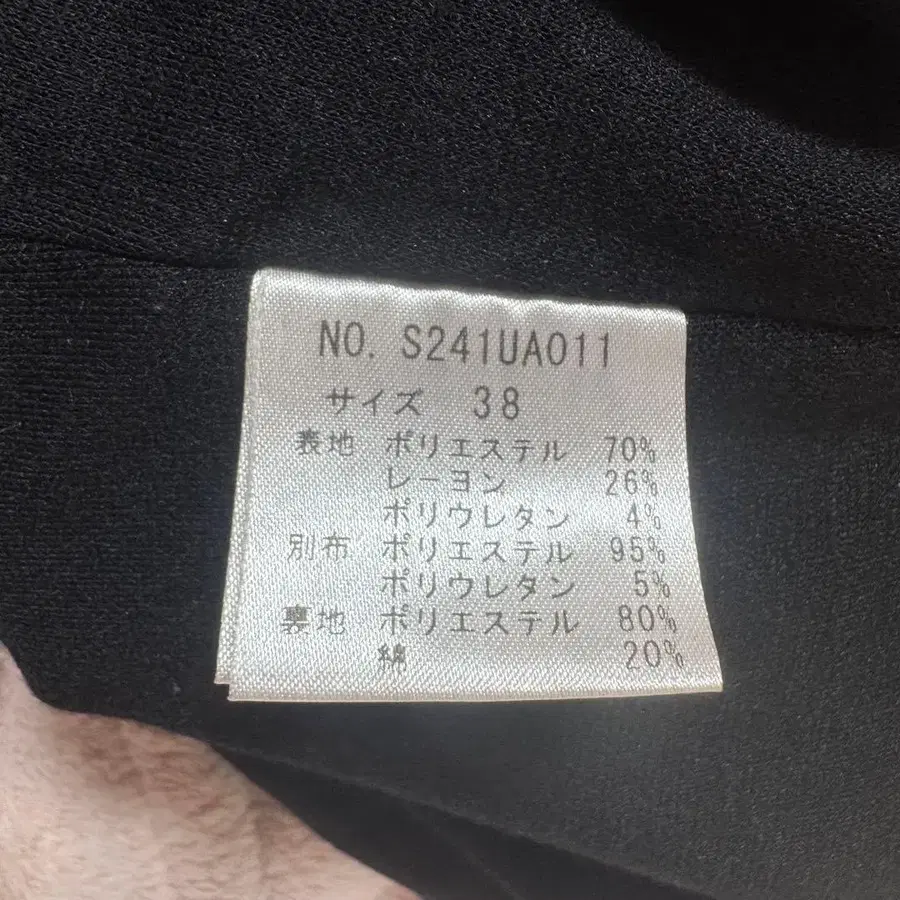 NO. S241UA011
サイズ 38
表地 ポリエステル 70%
レーヨン 26%
ポリウレタン 4%
別布 ポリエステル 95%
ポリウレタン 5%
裏地 ポリエステル 80%
綿 20%